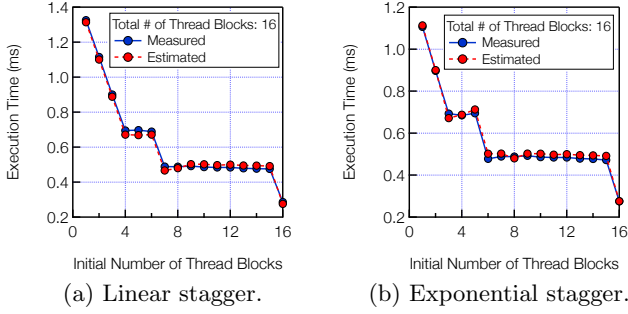 Total # of Thread Blocks: 16
Measured
Estimated
Execution Time (ms)
1.4
1.2
1.0
0.8
0.6
0.4
0.2
0
4
8
12
16
Initial Number of Thread Blocks
(a) Linear stagger.
Total # of Thread Blocks: 16
Measured
Estimated
Execution Time (ms)
1.2
1.0
0.8
0.6
0.4
0.2
0
4
8
12
16
Initial Number of Thread Blocks
(b) Exponential stagger.